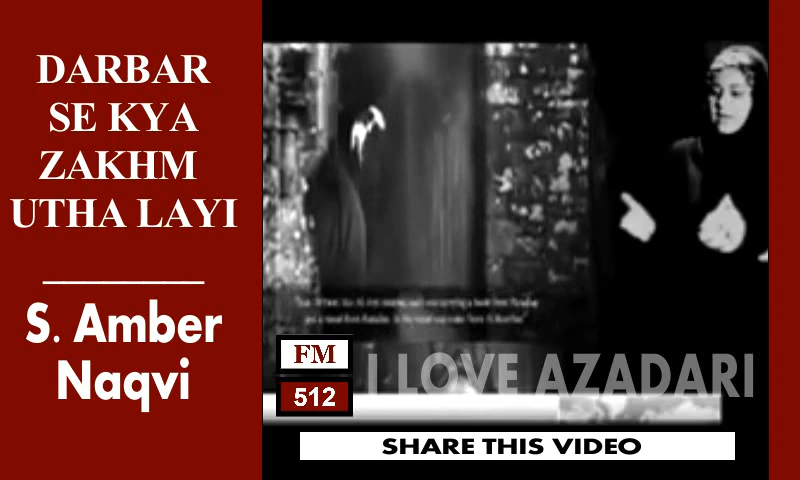 DARBAR
SE KYA
ZAKHM
UTHA LAYI
S. Amber
Naqvi
FM
512
I LOVE AZADARI
SHARE THIS VIDEO